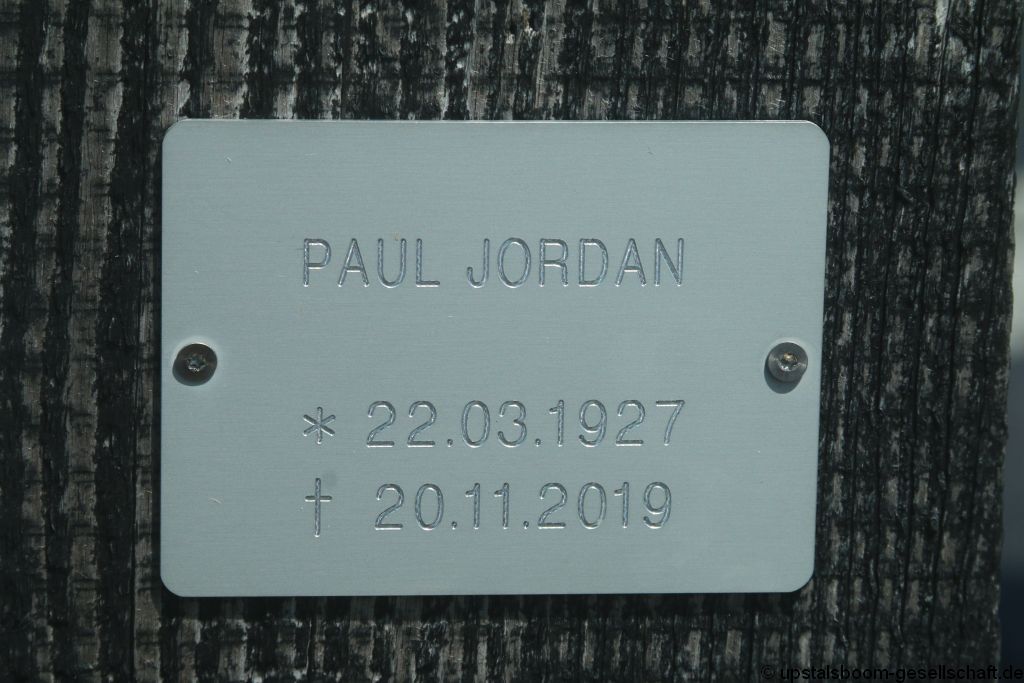 PAUL JORDAN
* 22.03.1927
† 20.11.2019
© upstalsboom-gesellschaft.de